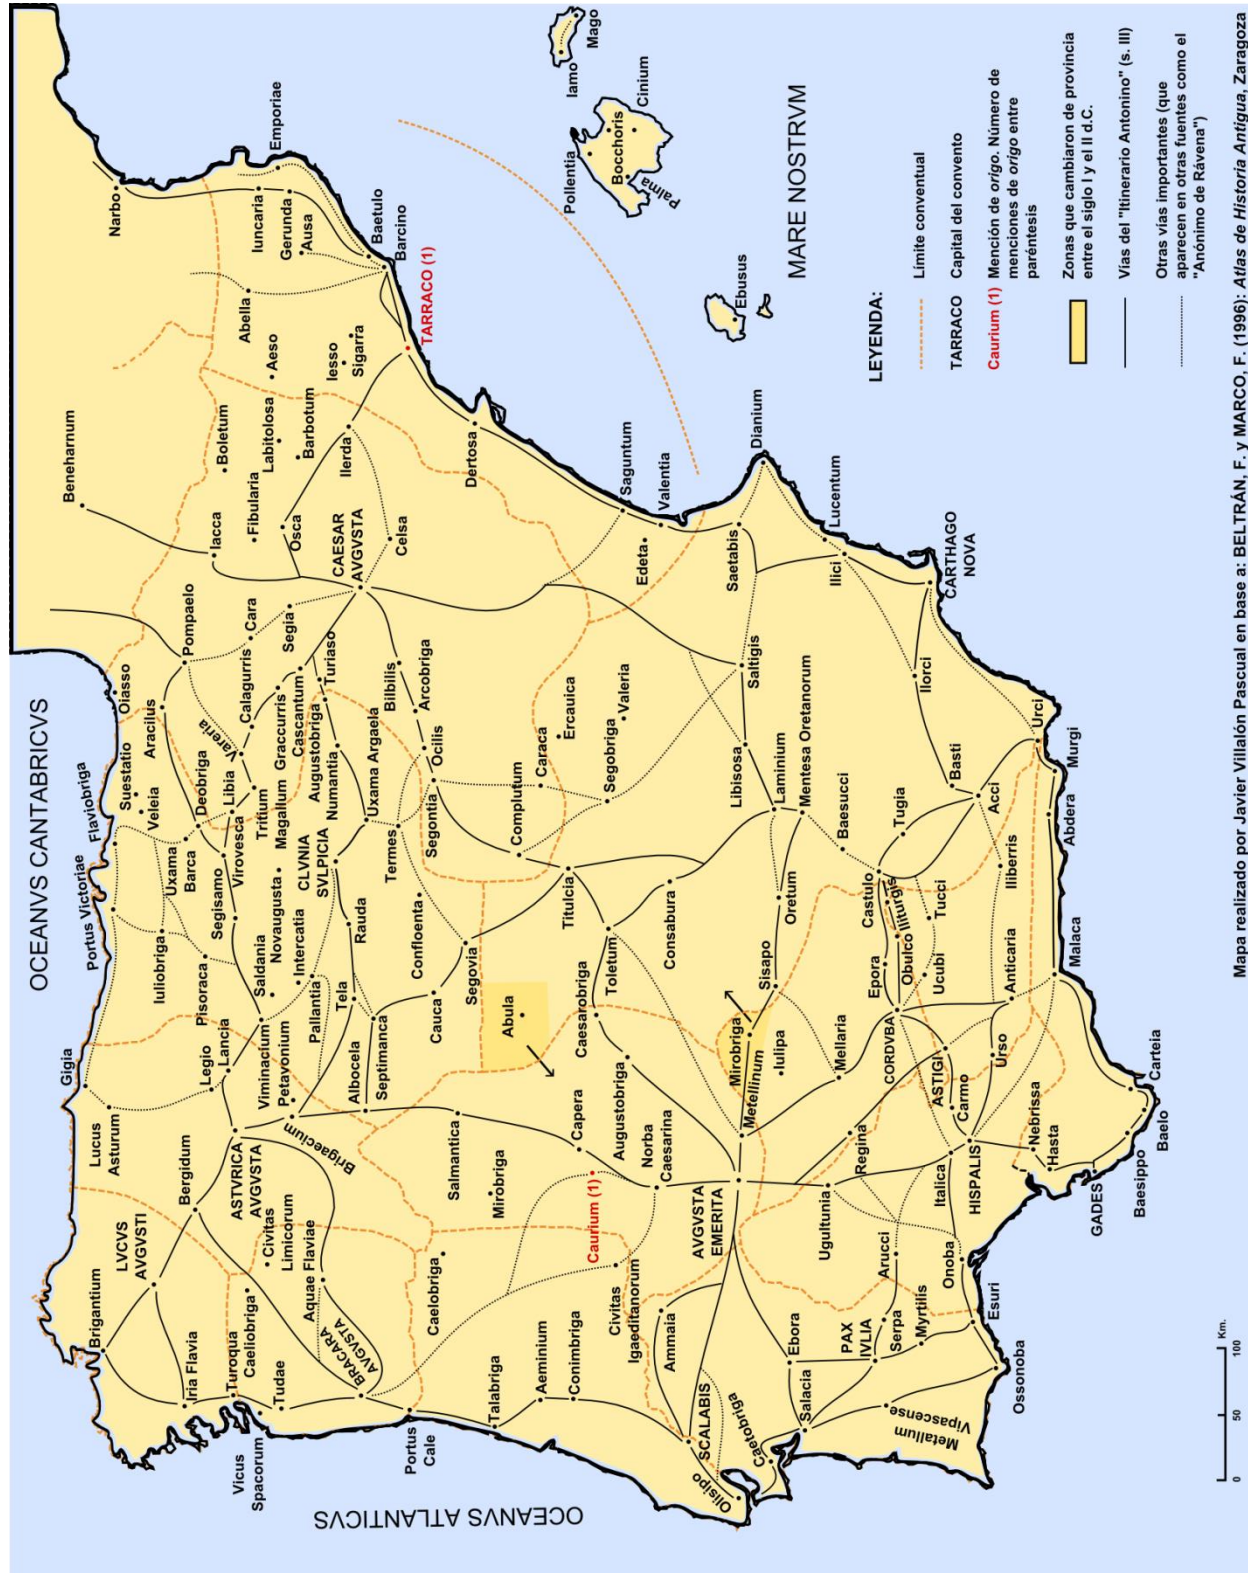 OCEANVS CANTABRICVS
OCEANVS ATLANTICVS
MARE NOSTRVM
Brigantium
LVCVS
AVGVSTI
Iria Flavia
Turoqua
Vicus
Spacorum
Tudae
Caeliobriga
Civitas
Limicorum
Aquae Flaviae
BRACARA
AVGVSTA
Bergidum
Gigia
Lucus
Asturum
Legio
Lancia
ASTVRICA
AVGVSTA
Brigaecium
Petavonium
Viminacium
Portus Victoriae
Flaviobriga
Iuliobriga
Pisoraca
Saldania
Novaugusta
Intercatia
Pallantia
Tela
Albocela
Septimanca
Uxama
Barca
Segisamo
Virovesca
Deobriga
Libia
Tritium
Magallum
CLVNIA
SVLPICIA
Rauda
Suestatio
Veleia
Oiasso
Aracilus
Pompaelo
Vareria
Calagurris
Graccurris
Cascantum
Augustobriga
Numantia
Uxama Argaela
Turiaso
Cara
Segia
Beneharnum
Iacca
Fibularia
Osca
CAESAR
AVGVSTA
Celsa
Boletum
Labitolosa
Barbotum
Ilerda
Aeso
Iesso
Sigarra
Abella
Narbo
Iuncaria
Gerunda
Ausa
Emporiae
Baetulo
Barcino
TARRACO (1)
Dertosa
Portus
Cale
Caelobriga
Talabriga
Aeminium
Conimbriga
Salmantica
Mirobriga
Cauca
Segovia
Confloenta
Termes
Segontia
Ocilis
Arcobriga
Bilbilis
Abula
Complutum
Caraca
Ercauica
Segobriga
Valeria
Titulcia
Toletum
Consabura
Caesarobriga
Augustobriga
Capera
Caurium (1)
Norba
Caesarina
Civitas
Igaeditanorum
Ammaia
SCALABIS
Olisipo
Caetobriga
Salacia
Ebora
PAX
IVLIA
Serpa
Myrtilis
Arucci
Metallum
Vipascense
Ossonoba
Esuri
Onoba
AVGVSTA
EMERITA
Metellinum
Mirobriga
Iulipa
Sisapo
Oretum
Mellaria
Regina
Ugultunia
Italica
HISPALIS
Carmo
ASTIGI
CORDVBA
Epora
Obulco
Iliturgis
Castulo
Ucubi
Tucci
Urso
Anticaria
Nebrissa
Hasta
GADES
Baesippo
Baelo
Carteia
Malaca
Iliberris
Abdera
Murgi
Urci
Acci
Basti
Tugia
Baesucci
Mentesa Oretanorum
Laminium
Libisosa
Saltigis
Ilorci
CARTHAGO
NOVA
Ilici
Lucentum
Dianium
Saetabis
Valentia
Edeta
Saguntum
Ebusus
Palma
Pollentia
Bocchoris
Cinium
Iamo
Mago
LEYENDA:
Límite conventual
TARRACO Capital del convento
Caurium (1) Mención de origo. Número de
menciones de origo entre
paréntesis
Zonas que cambiaron de provincia
entre el siglo I y el II d.C.
Vías del "Itinerario Antonino" (s. III)
Otras vías importantes (que
aparecen en otras fuentes como el
"Anónimo de Rávena")
0 50 100 Km.
Mapa realizado por Javier Villalón Pascual en base a: BELTRÁN, F. y MARCO, F. (1996): Atlas de Historia Antigua, Zaragoza